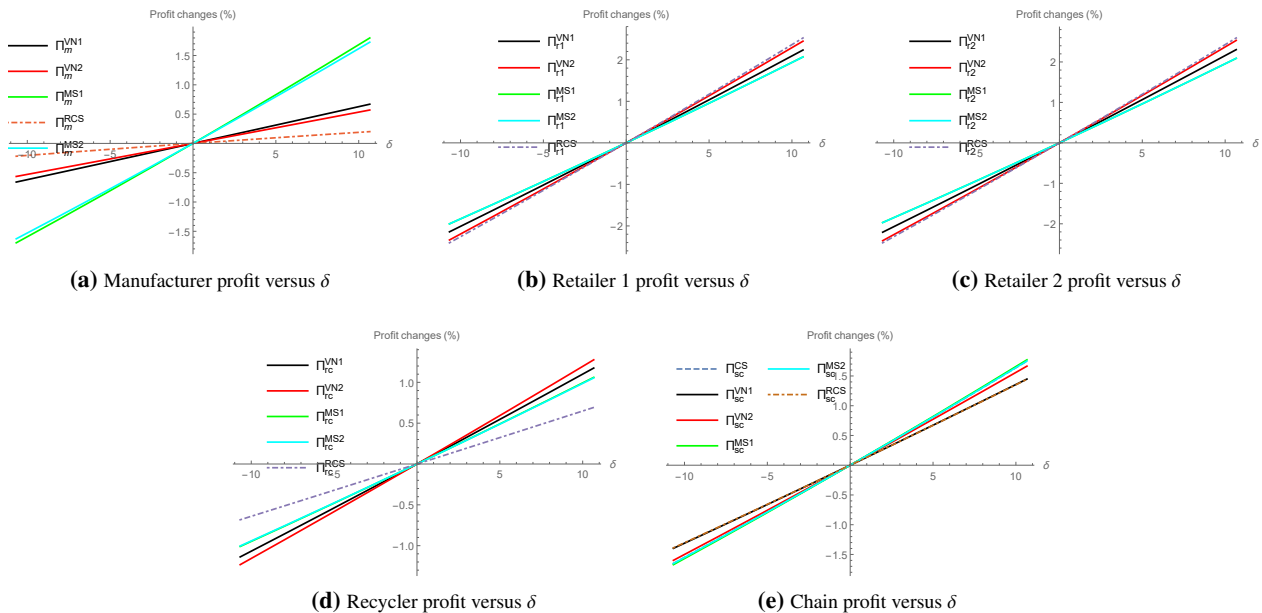 Profit changes (%)
Π_m^VN1
Π_m^VN2
Π_m^MS1
Π_m^RCS
Π_m^MS2
1.5
1.0
0.5
-0.5
-1.0
-1.5
-10
-5
5
10
δ
(a) Manufacturer profit versus δ
Profit changes (%)
Π_r1^VN1
Π_r1^VN2
Π_r1^MS1
Π_r1^MS2
Π_r1^RCS
2
1
-1
-2
-10
-5
5
10
δ
(b) Retailer 1 profit versus δ
Profit changes (%)
Π_r2^VN1
Π_r2^VN2
Π_r2^MS1
Π_r2^MS2
Π_r2^RCS
2
1
-1
-2
-10
-5
5
10
δ
(c) Retailer 2 profit versus δ
Profit changes (%)
Π_rc^VN1
Π_rc^VN2
Π_rc^MS1
Π_rc^MS2
Π_rc^RCS
1.0
0.5
-0.5
-1.0
-10
-5
5
10
δ
(d) Recycler profit versus δ
Profit changes (%)
Π_sc^CS
Π_sc^VN1
Π_sc^VN2
Π_sc^MS1
Π_sc^MS2
Π_sc^RCS
1.5
1.0
0.5
-0.5
-1.0
-1.5
-10
-5
5
10
δ
(e) Chain profit versus δ